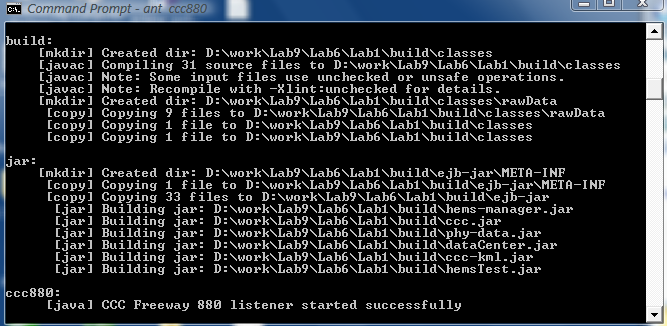 Command Prompt - ant ccc880
build:
[mkdir] Created dir: D:\work\Lab9\Lab6\Lab1\build\classes
[javac] Compiling 31 source files to D:\work\Lab9\Lab6\Lab1\build\classes
[javac] Note: Some input files use unchecked or unsafe operations.
[javac] Note: Recompile with -Xlint:unchecked for details.
[mkdir] Created dir: D:\work\Lab9\Lab6\Lab1\build\classes\rawData
[copy] Copying 9 files to D:\work\Lab9\Lab6\Lab1\build\classes\rawData
[copy] Copying 1 file to D:\work\Lab9\Lab6\Lab1\build\classes
[copy] Copying 1 file to D:\work\Lab9\Lab6\Lab1\build\classes
jar:
[mkdir] Created dir: D:\work\Lab9\Lab6\Lab1\build\ejb-jar\META-INF
[copy] Copying 1 file to D:\work\Lab9\Lab6\Lab1\build\ejb-jar\META-INF
[copy] Copying 33 files to D:\work\Lab9\Lab6\Lab1\build\ejb-jar
[jar] Building jar: D:\work\Lab9\Lab6\Lab1\build\hems-manager.jar
[jar] Building jar: D:\work\Lab9\Lab6\Lab1\build\ccc.jar
[jar] Building jar: D:\work\Lab9\Lab6\Lab1\build\phy-data.jar
[jar] Building jar: D:\work\Lab9\Lab6\Lab1\build\dataCenter.jar
[jar] Building jar: D:\work\Lab9\Lab6\Lab1\build\ccc-kml.jar
[jar] Building jar: D:\work\Lab9\Lab6\Lab1\build\hemsTest.jar
ccc880:
[java] CCC Freeway 880 listener started successfully